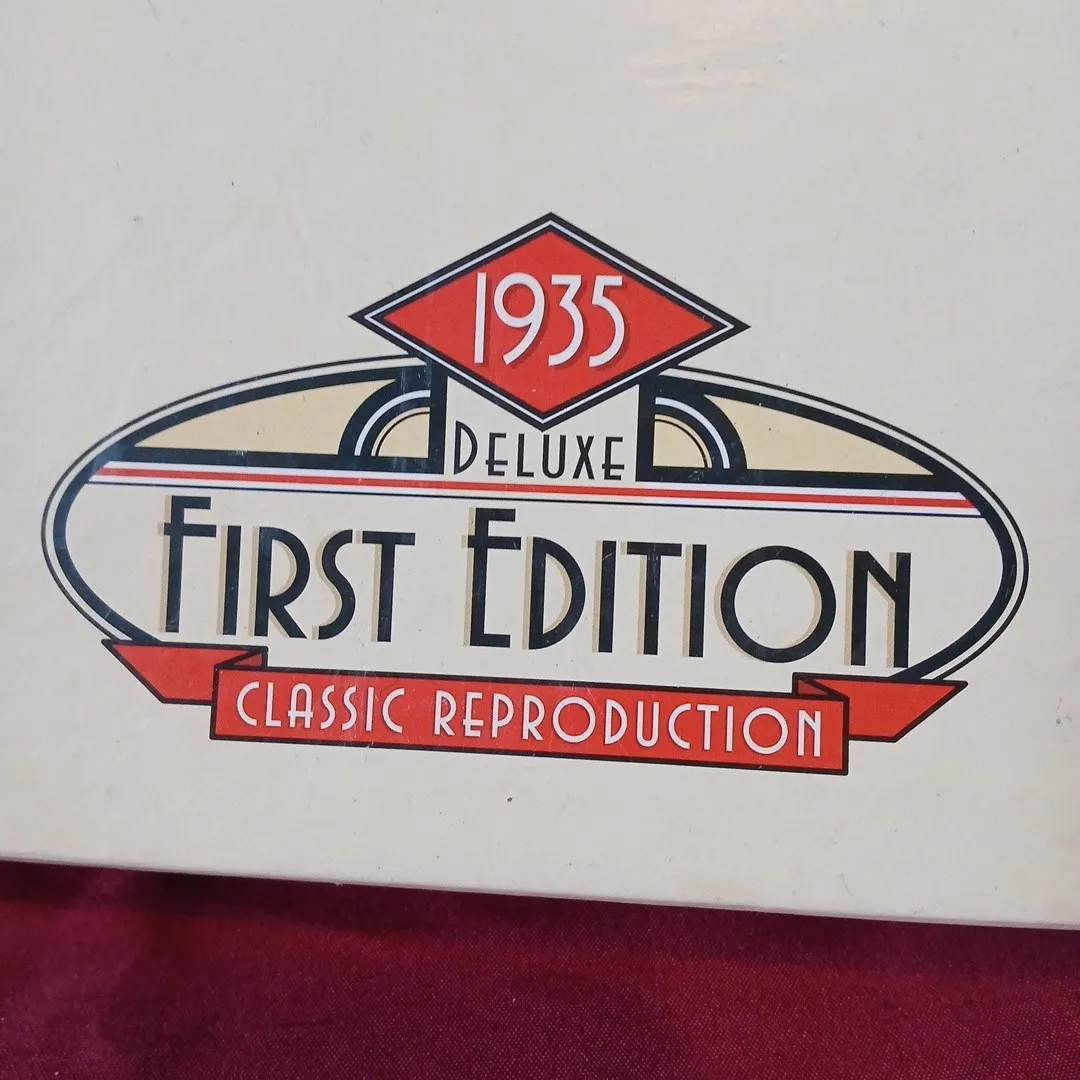 1935
DELUXE
FIRST EDITION
CLASSIC REPRODUCTION